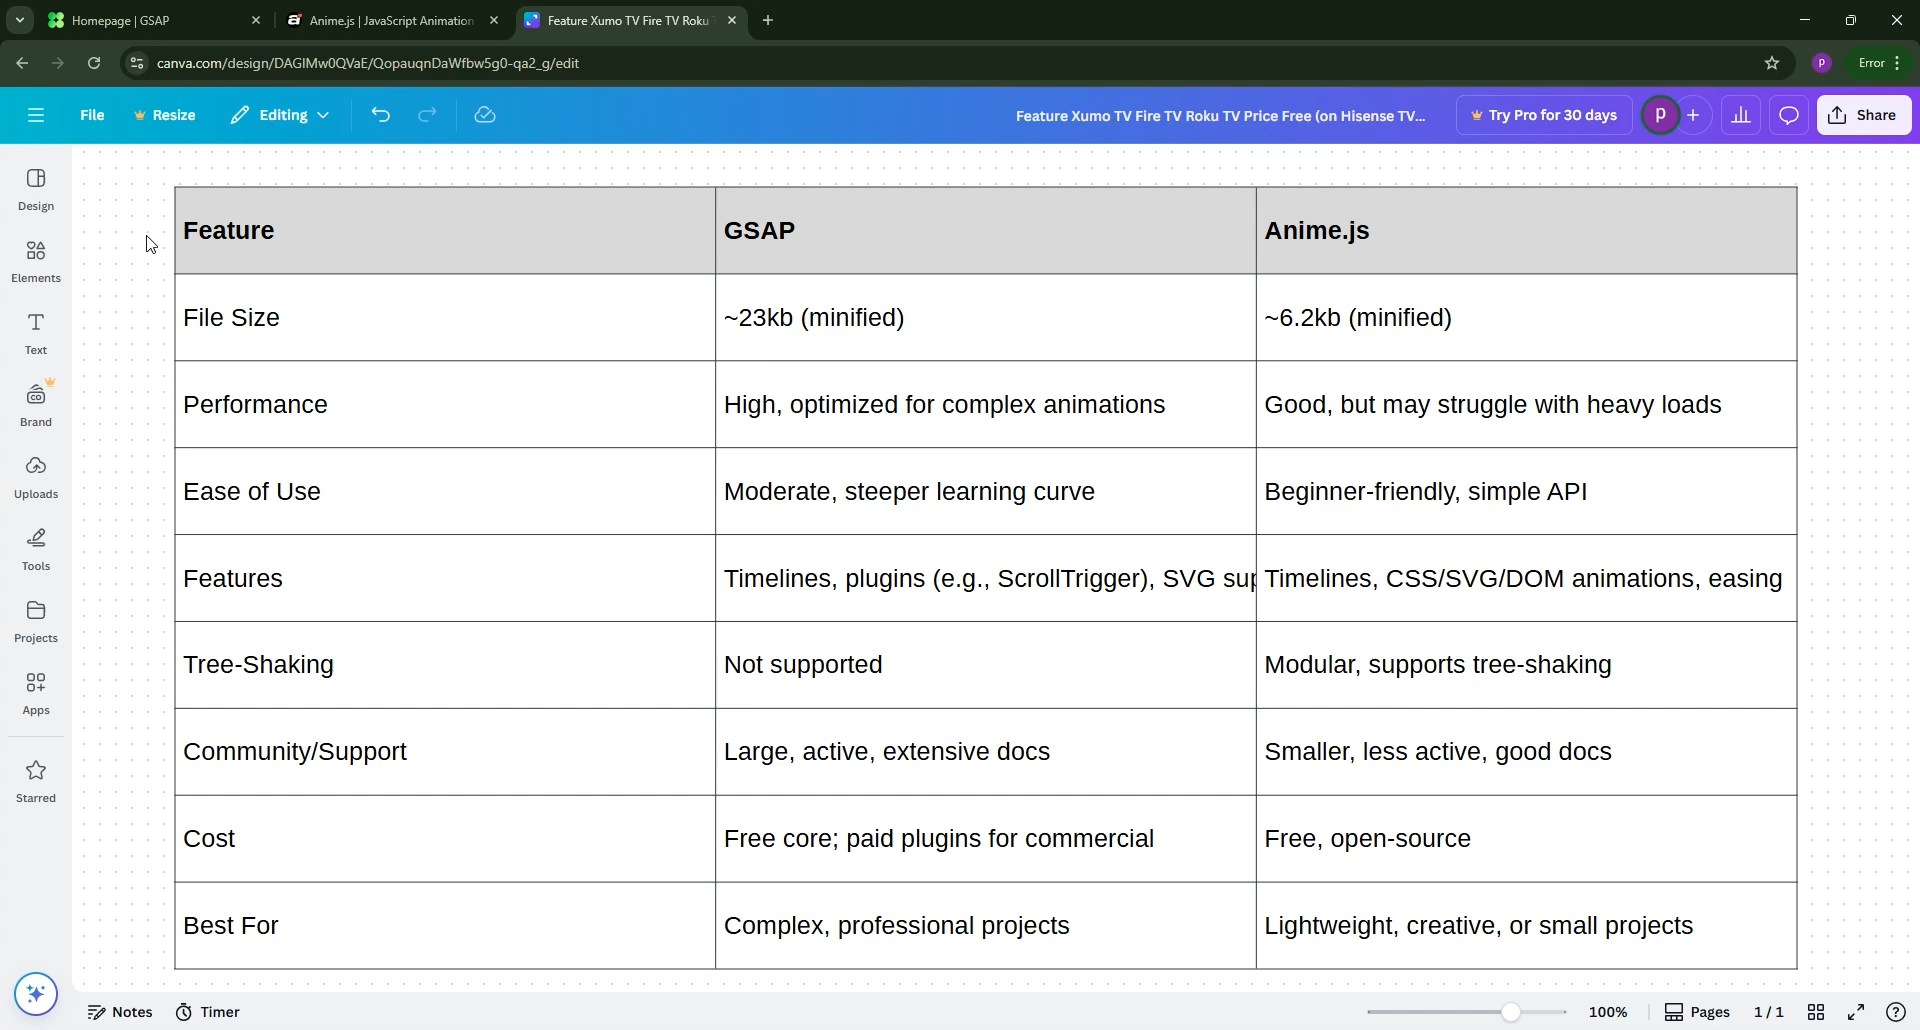 Homepage | GSAP
Anime.js | JavaScript Animation
Feature Xumo TV Fire TV Roku
canva.com/design/DAGIMw0QVaE/QopauqnDaWfbw5g0-qa2_g/edit
P
Error
File
Resize
Editing
Feature Xumo TV Fire TV Roku TV Price Free (on Hisense TV...
Try Pro for 30 days
P
Share
Design
Elements
Text
Brand
Uploads
Tools
Projects
Apps
Starred
Feature GSAP Anime.js
File Size ~23kb (minified) ~6.2kb (minified)
Performance High, optimized for complex animations Good, but may struggle with heavy loads
Ease of Use Moderate, steeper learning curve Beginner-friendly, simple API
Features Timelines, plugins (e.g., ScrollTrigger), SVG sup Timelines, CSS/SVG/DOM animations, easing
Tree-Shaking Not supported Modular, supports tree-shaking
Community/Support Large, active, extensive docs Smaller, less active, good docs
Cost Free core; paid plugins for commercial Free, open-source
Best For Complex, professional projects Lightweight, creative, or small projects
Notes
Timer
100%
Pages
1 / 1